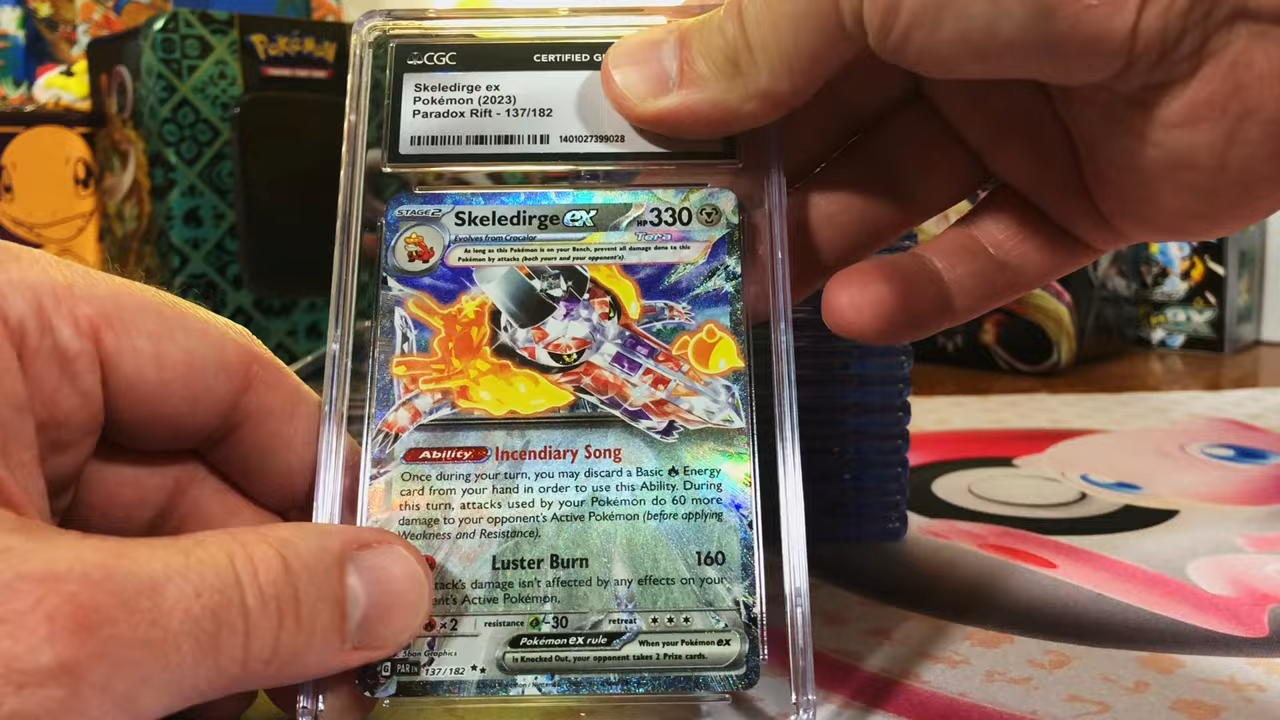 Pokémon
CGC
CERTIFIED
Skeledirge ex
Pokémon (2023)
Paradox Rift - 137/182
1401027399028
STAGE2
Skeledirge ex
HP 330
Evolves from Crocalor
Tera
As long as this Pokémon is on your Bench, prevent all damage done to this
Pokémon by attacks (both yours and your opponent's).
Ability Incendiary Song
Once during your turn, you may discard a Basic Energy
card from your hand in order to use this Ability. During
this turn, attacks used by your Pokémon do 60 more
damage to your opponent's Active Pokémon (before applying
Weakness and Resistance).
Luster Burn 160
tack's damage isn't affected by any effects on your
ent's Active Pokémon.
×2 resistance -30 retreat
Pokémon ex rule
When your Pokémon ex
is Knocked Out, your opponent takes 2 Prize cards.
5ban Graphics
G PAR EN 137/182